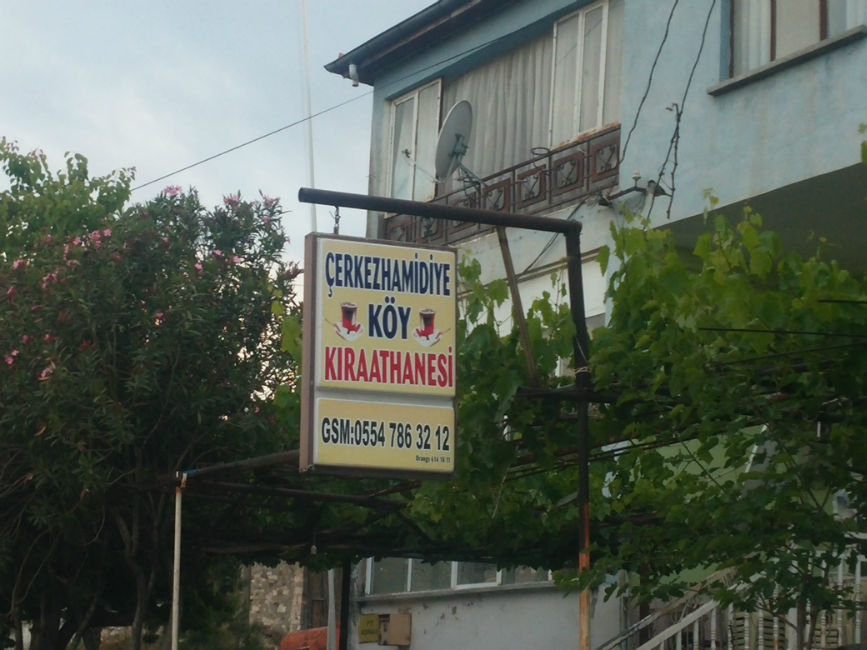 ÇERKEZHAMİDİYE
KÖY
KIRAATHANESİ
GSM:0554 786 32 12